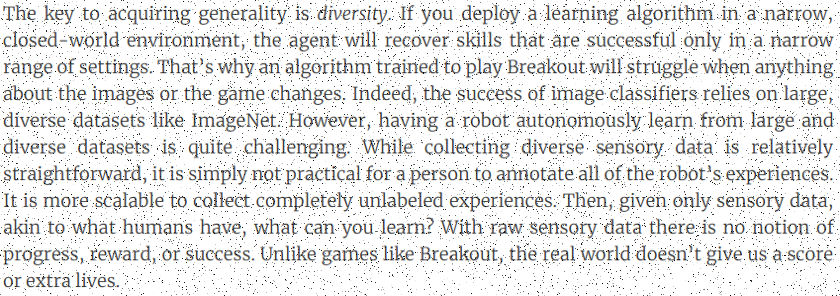 The key to acquiring generality is diversity. If you deploy a learning algorithm in a narrow,
closed-world environment, the agent will recover skills that are successful only in a narrow
range of settings. That's why an algorithm trained to play Breakout will struggle when anything
about the images or the game changes. Indeed, the success of image classifiers relies on large,
diverse datasets like ImageNet. However, having a robot autonomously learn from large and
diverse datasets is quite challenging. While collecting diverse sensory data is relatively
straightforward, it is simply not practical for a person to annotate all of the robot's experiences.
It is more scalable to collect completely unlabeled experiences. Then, given only sensory data,
akin to what humans have, what can you learn? With raw sensory data there is no notion of
progress, reward, or success. Unlike games like Breakout, the real world doesn't give us a score
or extra lives.